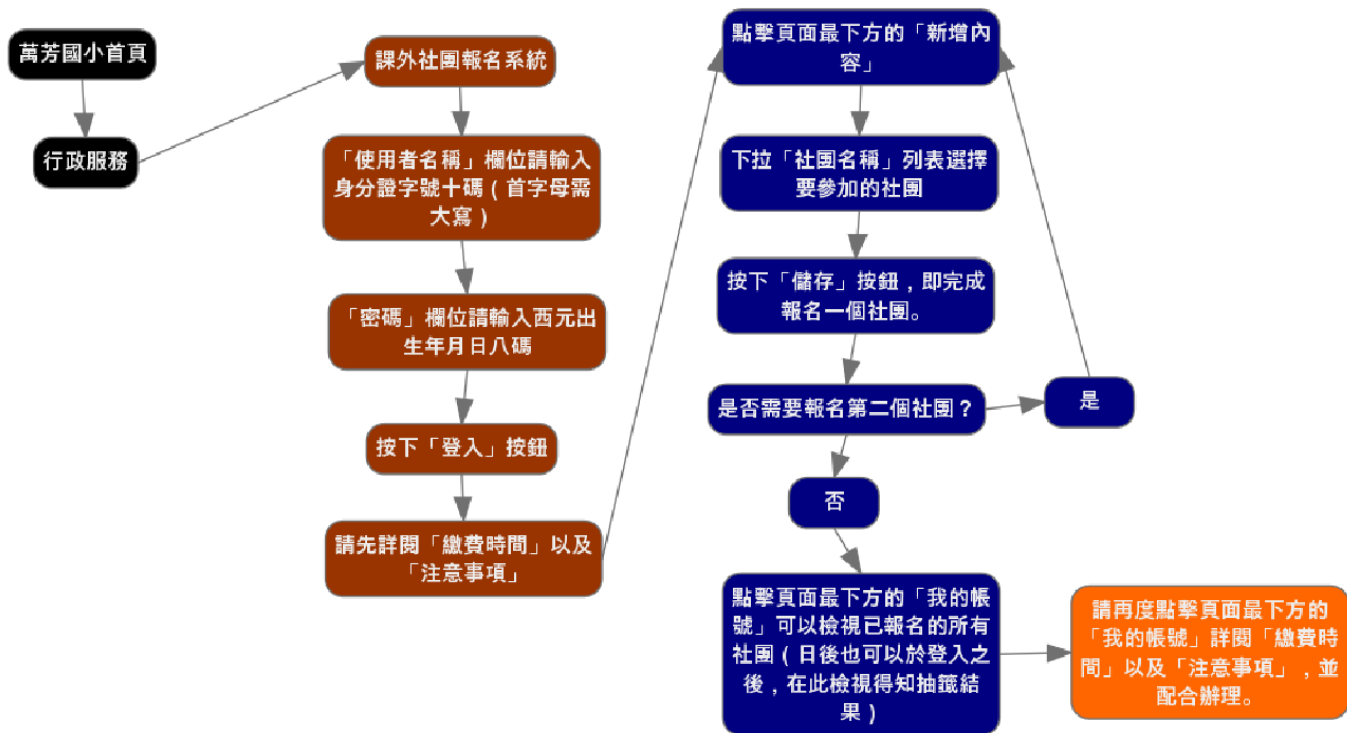 萬芳國小首頁
行政服務
課外社團報名系統
「使用者名稱」欄位請輸入
身分證字號十碼（首字母需
大寫）
「密碼」欄位請輸入西元出
生年月日八碼
按下「登入」按鈕
請先詳閱「繳費時間」以及
「注意事項」
點擊頁面最下方的「新增內
容」
下拉「社團名稱」列表選擇
要參加的社團
按下「儲存」按鈕，即完成
報名一個社團。
是否需要報名第二個社團？
是
否
點擊頁面最下方的「我的帳
號」可以檢視已報名的所有
社團（日後也可以於登入之
後，在此檢視得知抽籤結
果）
請再度點擊頁面最下方的
「我的帳號」詳閱「繳費時
間」以及「注意事項」，並
配合辦理。